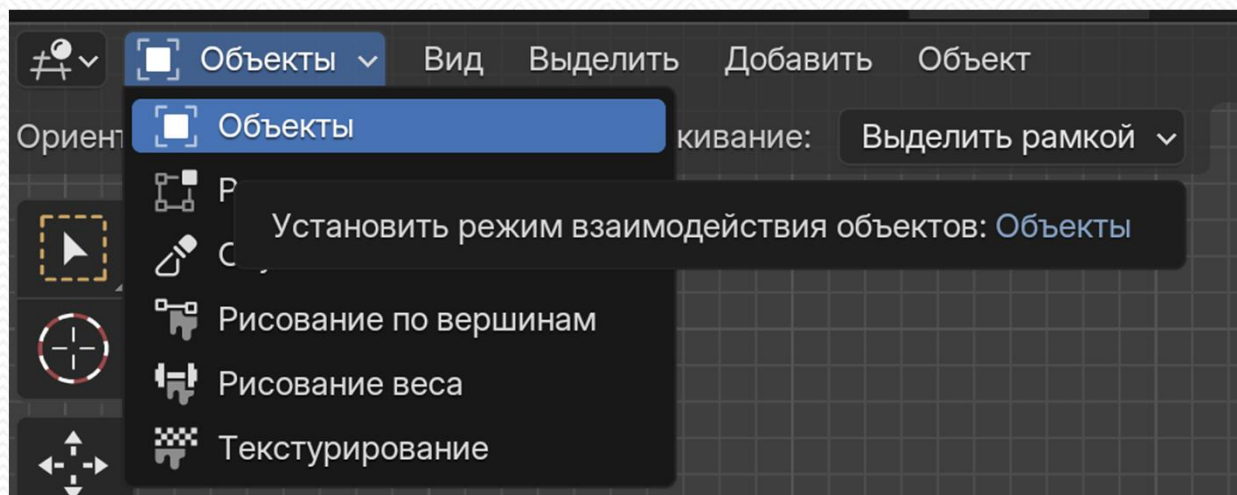 Объекты Вид Выделить Добавить Объект
Объекты
кивание: Выделить рамкой
Установить режим взаимодействия объектов: Объекты
Рисование по вершинам
Рисование веса
Текстурирование